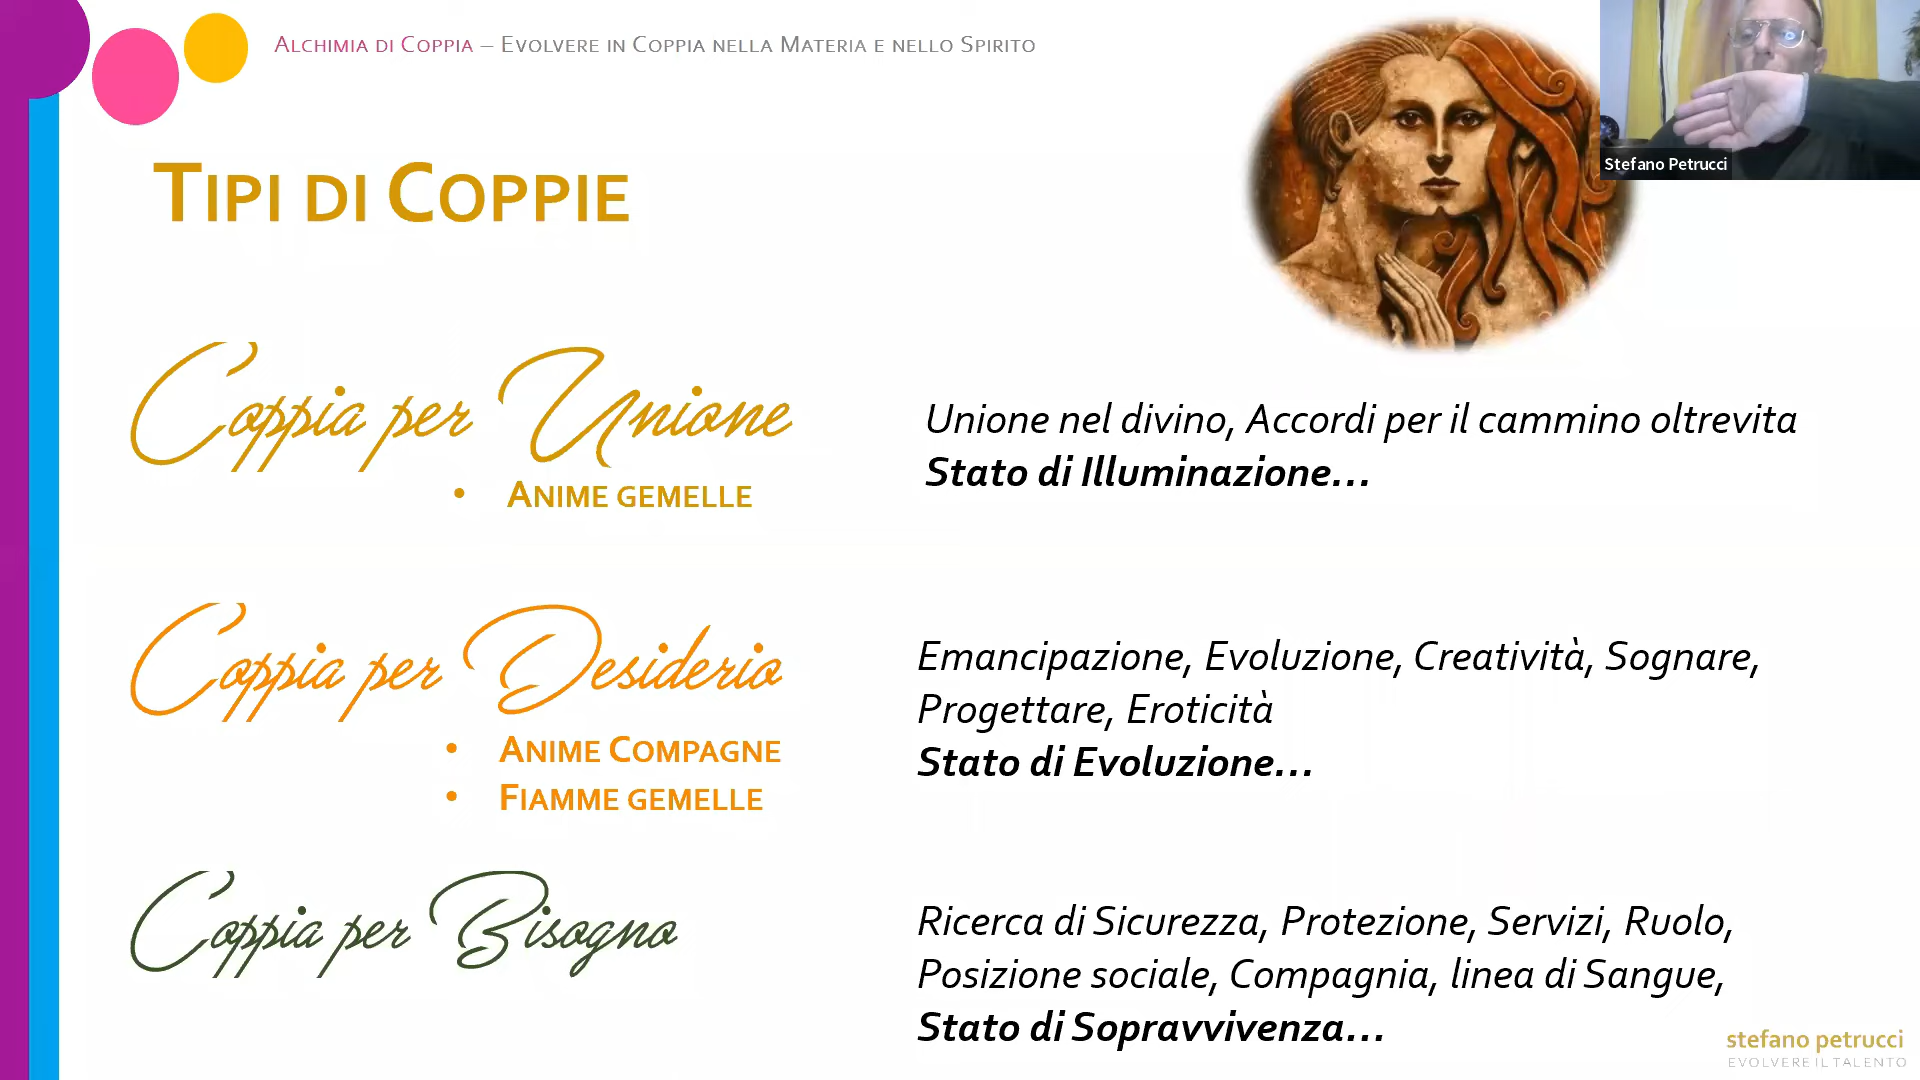 Alchimia di Coppia – Evolvere in Coppia nella Materia e nello Spirito
Stefano Petrucci
Tipi di Coppie
Coppia per Unione
Unione nel divino, Accordi per il cammino oltrevita
Stato di Illuminazione...
• Anime gemelle
Coppia per Desiderio
Emancipazione, Evoluzione, Creatività, Sognare,
Progettare, Eroticità
Stato di Evoluzione...
• Anime Compagne
• Fiamme gemelle
Coppia per Bisogno
Ricerca di Sicurezza, Protezione, Servizi, Ruolo,
Posizione sociale, Compagnia, linea di Sangue,
Stato di Sopravvivenza...
stefano petrucci
EVOLVERE IL TALENTO